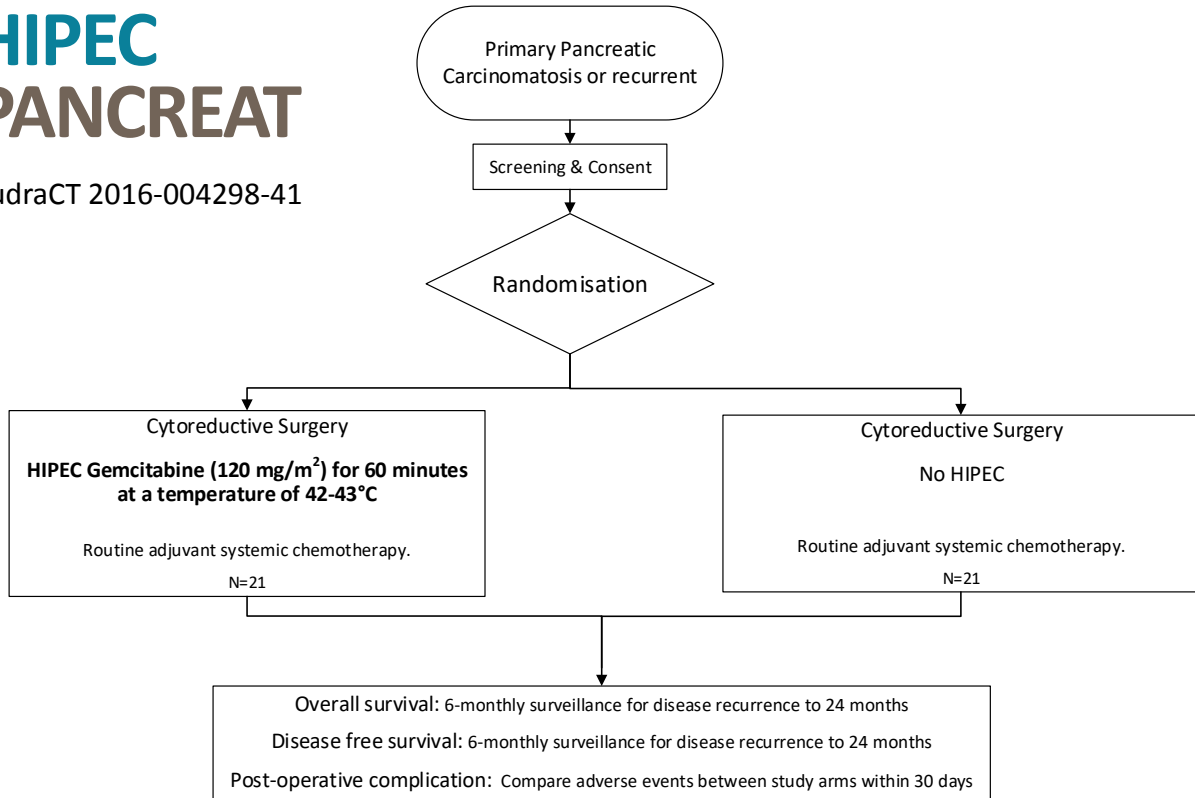 HIPEC
PANCREAT
udraCT 2016-004298-41
Primary Pancreatic
Carcinomatosis or recurrent
Screening & Consent
Randomisation
Cytoreductive Surgery
HIPEC Gemcitabine (120 mg/m²) for 60 minutes
at a temperature of 42-43°C
Routine adjuvant systemic chemotherapy.
N=21
Cytoreductive Surgery
No HIPEC
Routine adjuvant systemic chemotherapy.
N=21
Overall survival: 6-monthly surveillance for disease recurrence to 24 months
Disease free survival: 6-monthly surveillance for disease recurrence to 24 months
Post-operative complication: Compare adverse events between study arms within 30 days